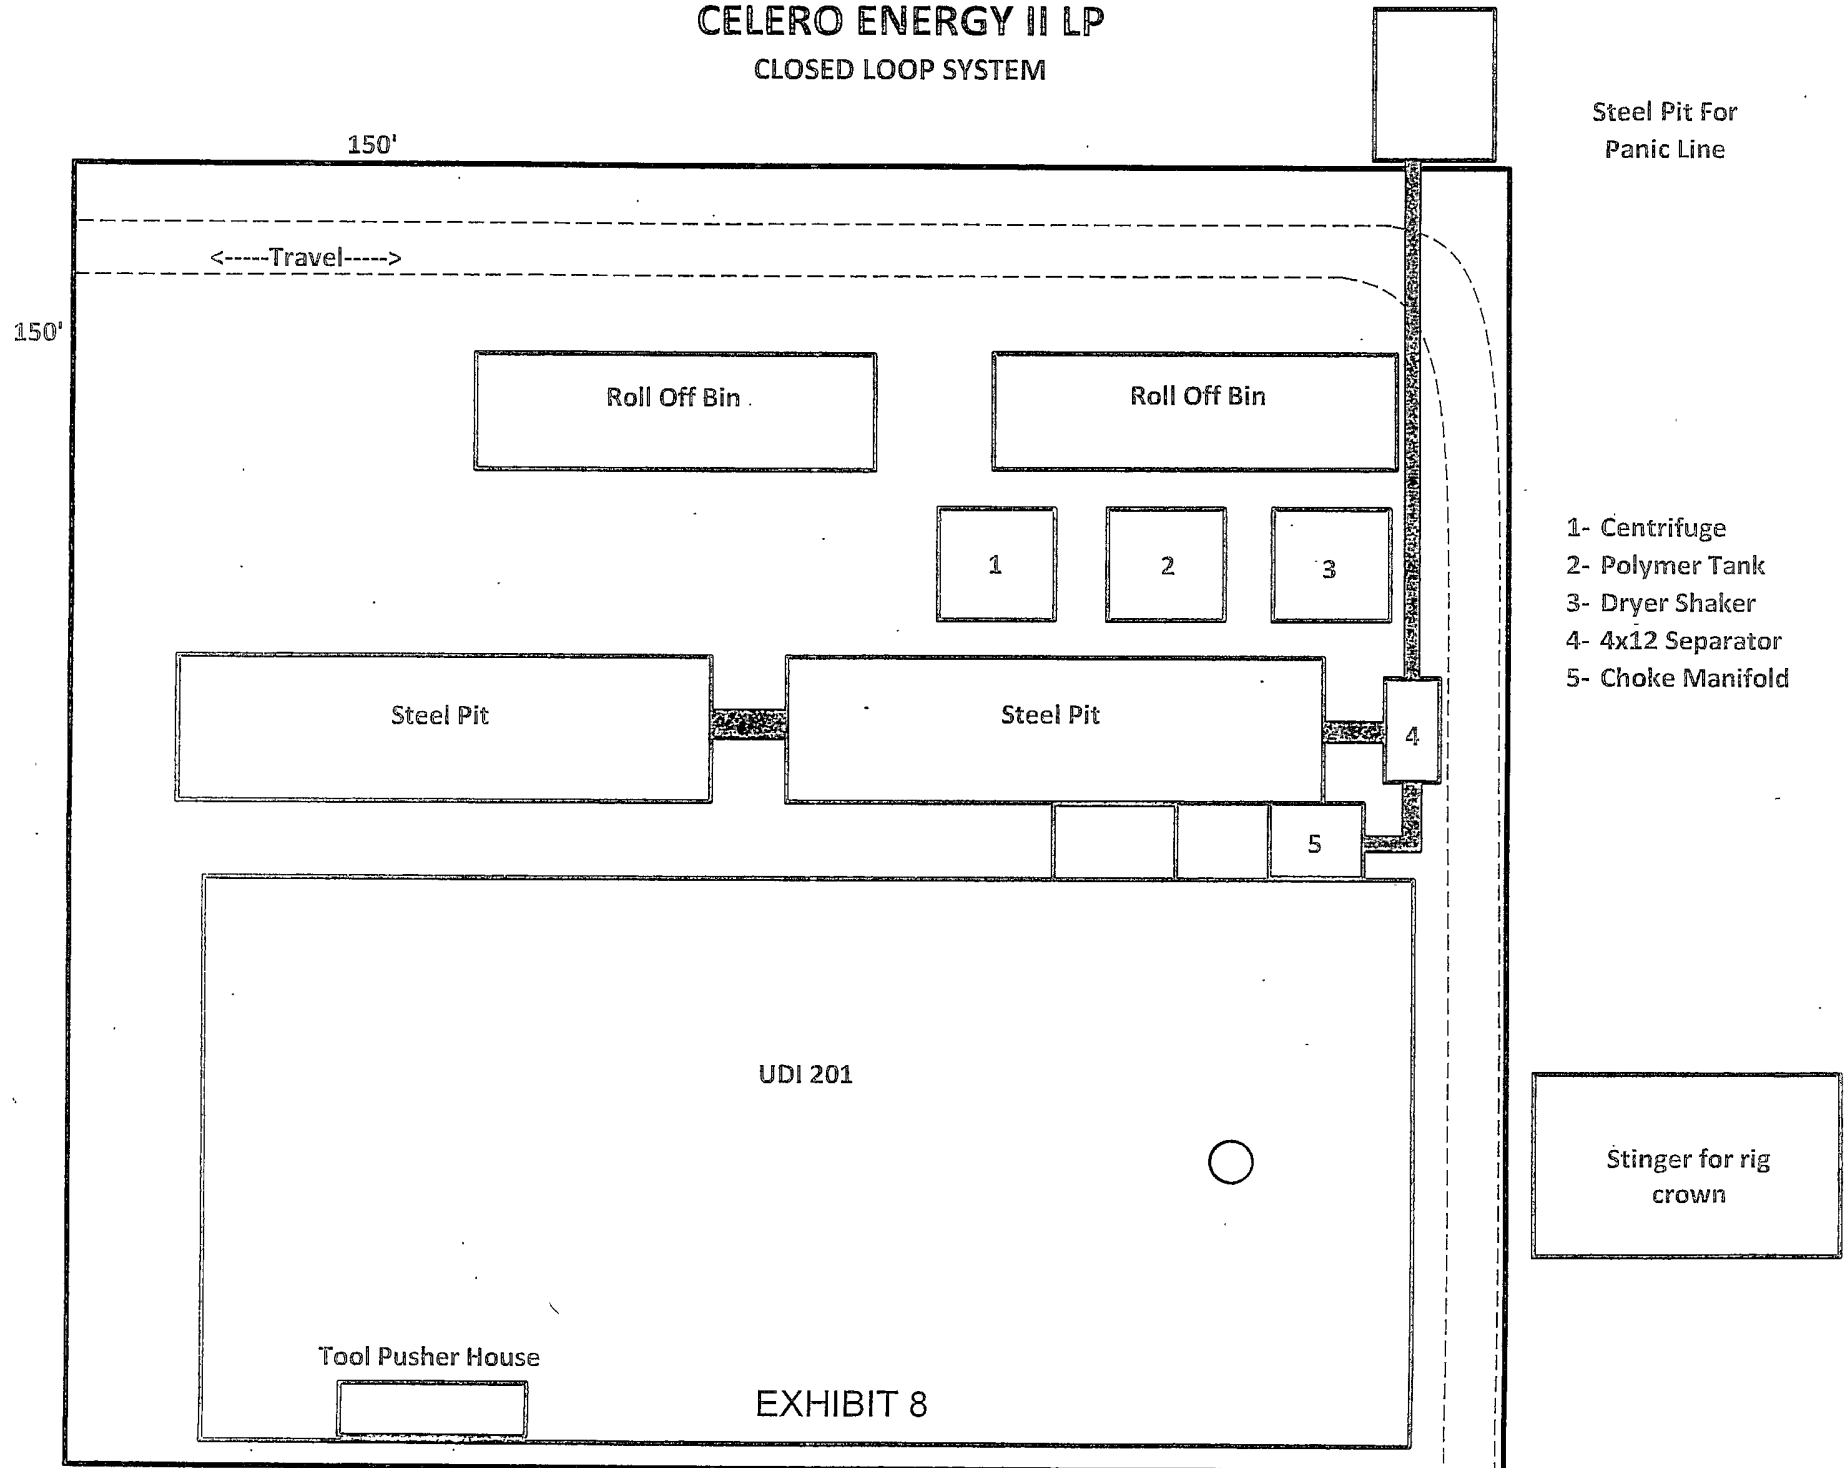 CELERO ENERGY II LP
CLOSED LOOP SYSTEM
Steel Pit For
Panic Line
150'
<-----Travel----->
150'
Roll Off Bin
Roll Off Bin
1
2
3
1- Centrifuge
2- Polymer Tank
3- Dryer Shaker
4- 4x12 Separator
5- Choke Manifold
Steel Pit
Steel Pit
4
5
UDI 201
Stinger for rig
crown
Tool Pusher House
EXHIBIT 8